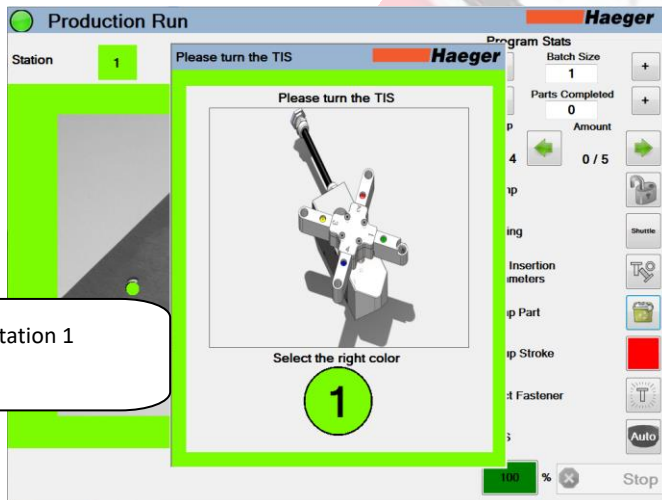 Production Run
Haeger
Program Stats
Station
1
Batch Size
1
+
Parts Completed
0
+
Amount
4
0 / 5
Shuttle
Insertion
Part
Stroke
Fastener
T
Auto
100
%
Stop
Please turn the TIS
Haeger
Please turn the TIS
Select the right color
1
tation 1